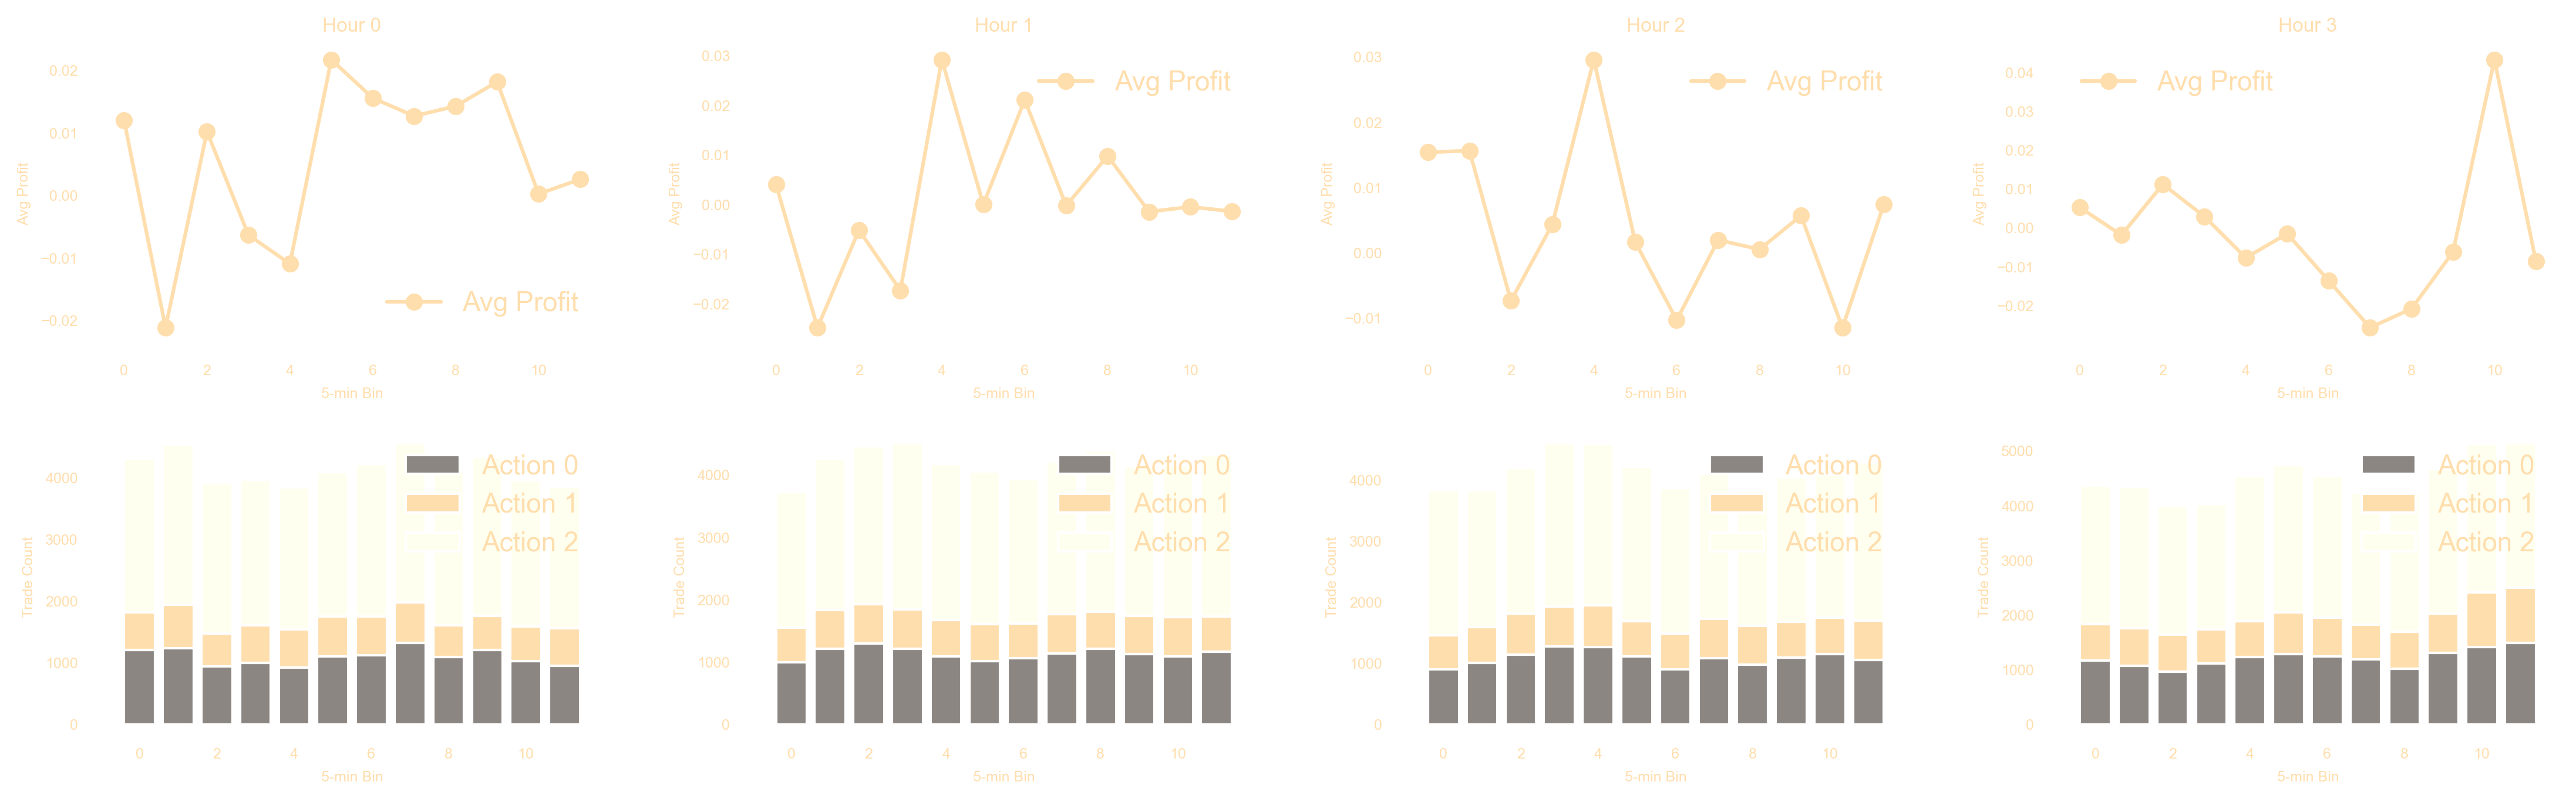 Hour 0
Avg Profit
0.02
0.01
0.00
−0.01
−0.02
Avg Profit
0 2 4 6 8 10
5-min Bin
Hour 1
Avg Profit
0.03
0.02
0.01
0.00
−0.01
−0.02
Avg Profit
0 2 4 6 8 10
5-min Bin
Hour 2
Avg Profit
0.03
0.02
0.01
0.00
−0.01
Avg Profit
0 2 4 6 8 10
5-min Bin
Hour 3
Avg Profit
0.04
0.03
0.02
0.01
0.00
−0.01
−0.02
Avg Profit
0 2 4 6 8 10
5-min Bin
Trade Count
4000
3000
2000
1000
0
Action 0
Action 1
Action 2
0 2 4 6 8 10
5-min Bin
Trade Count
4000
3000
2000
1000
0
Action 0
Action 1
Action 2
0 2 4 6 8 10
5-min Bin
Trade Count
4000
3000
2000
1000
0
Action 0
Action 1
Action 2
0 2 4 6 8 10
5-min Bin
Trade Count
5000
4000
3000
2000
1000
0
Action 0
Action 1
Action 2
0 2 4 6 8 10
5-min Bin